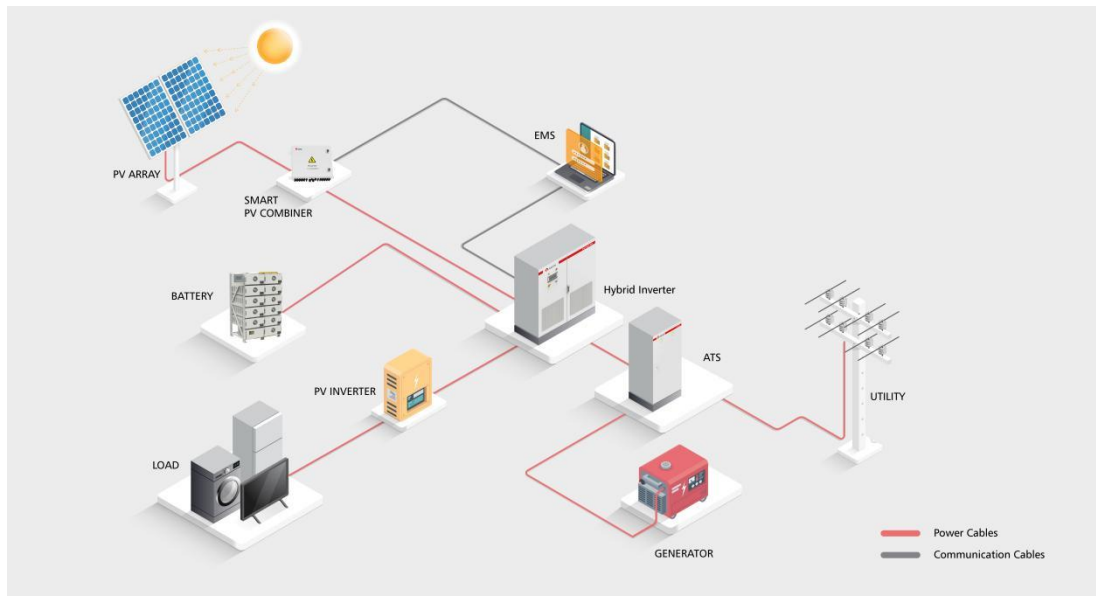 EMS
PV ARRAY
SMART
PV COMBINER
BATTERY
Hybrid Inverter
ATS
PV INVERTER
UTILITY
LOAD
GENERATOR
Power Cables
Communication Cables